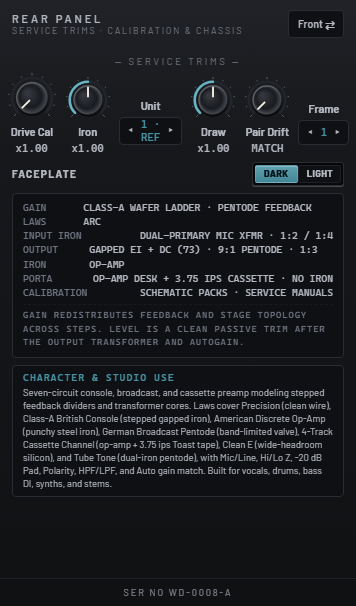 REAR PANEL
SERVICE TRIMS · CALIBRATION & CHASSIS
Front ⇄
— SERVICE TRIMS —
Drive Cal
x1.00
Iron
x1.00
Unit
◂ 1 · REF ▸
Draw
x1.00
Pair Drift
MATCH
Frame
◂ 1 ▸
FACEPLATE
DARK LIGHT
GAIN LAWS CLASS-A WAFER LADDER · PENTODE FEEDBACK ARC
INPUT IRON DUAL-PRIMARY MIC XFMR · 1:2 / 1:4
OUTPUT IRON GAPPED EI + DC (73) · 9:1 PENTODE · 1:3 OP-AMP
PORTA OP-AMP DESK + 3.75 IPS CASSETTE · NO IRON
CALIBRATION SCHEMATIC PACKS · SERVICE MANUALS
GAIN REDISTRIBUTES FEEDBACK AND STAGE TOPOLOGY
ACROSS STEPS. LEVEL IS A CLEAN PASSIVE TRIM AFTER
THE OUTPUT TRANSFORMER AND AUTOGAIN.
CHARACTER & STUDIO USE
Seven-circuit console, broadcast, and cassette preamp modeling stepped
feedback dividers and transformer cores. Laws cover Precision (clean wire),
Class-A British Console (stepped gapped iron), American Discrete Op-Amp
(punchy steel iron), German Broadcast Pentode (band-limited valve), 4-Track
Cassette Channel (op-amp + 3.75 ips Toast tape), Clean E (wide-headroom
silicon), and Tube Tone (dual-iron pentode), with Mic/Line, Hi/Lo Z, -20 dB
Pad, Polarity, HPF/LPF, and Auto gain match. Built for vocals, drums, bass
DI, synths, and stems.
SER NO WD-0008-A